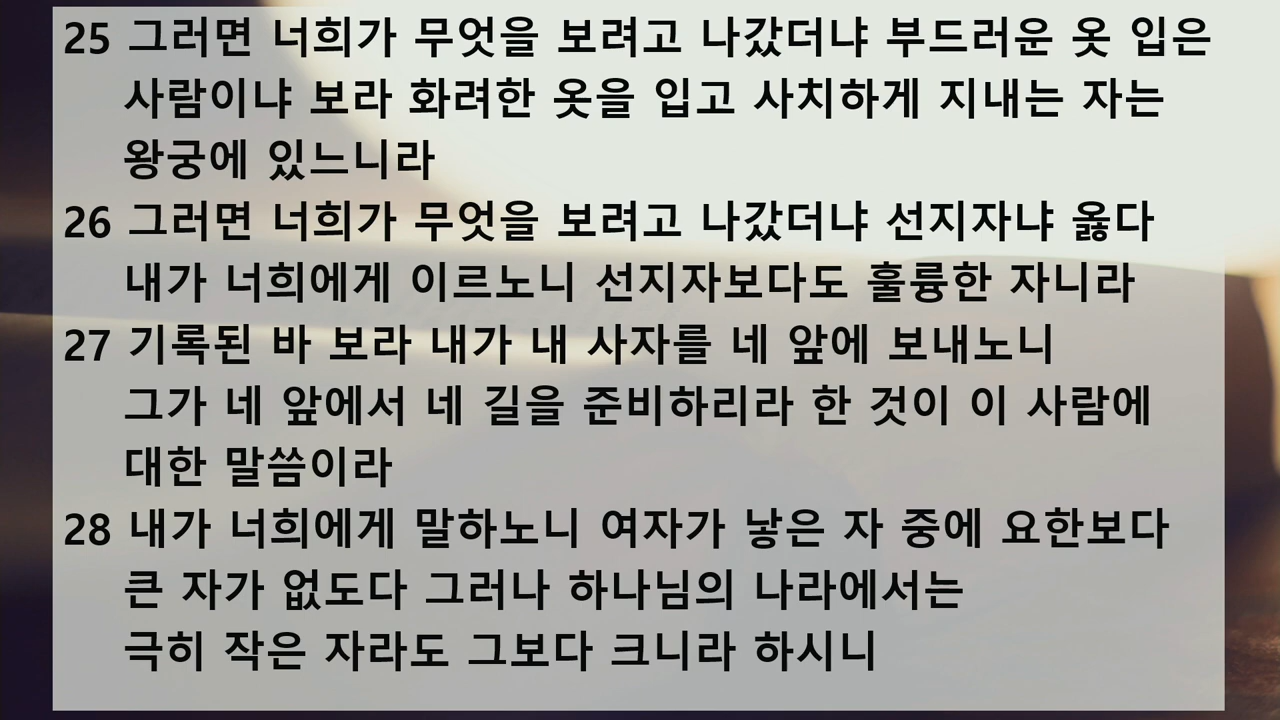 25 그러면 너희가 무엇을 보려고 나갔더냐 부드러운 옷 입은
사람이냐 보라 화려한 옷을 입고 사치하게 지내는 자는
왕궁에 있느니라
26 그러면 너희가 무엇을 보려고 나갔더냐 선지자냐 옳다
내가 너희에게 이르노니 선지자보다도 훌륭한 자니라
27 기록된 바 보라 내가 내 사자를 네 앞에 보내노니
그가 네 앞에서 네 길을 준비하리라 한 것이 이 사람에
대한 말씀이라
28 내가 너희에게 말하노니 여자가 낳은 자 중에 요한보다
큰 자가 없도다 그러나 하나님의 나라에서는
극히 작은 자라도 그보다 크니라 하시니